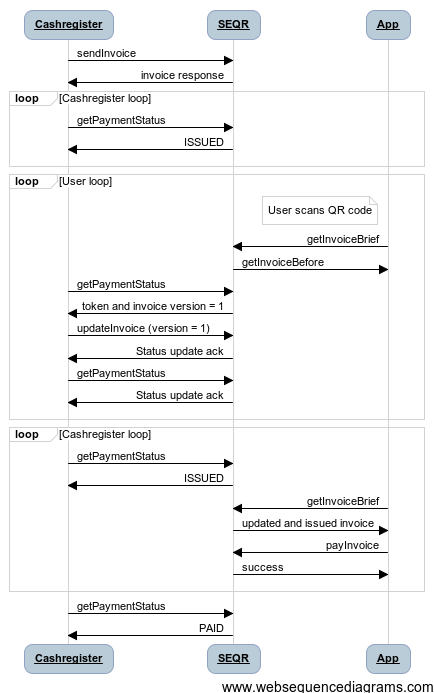 Cashregister SEQR App
sendInvoice
invoice response
loop [Cashregister loop]
getPaymentStatus
ISSUED
loop [User loop]
User scans QR code
getInvoiceBrief
getInvoiceBefore
getPaymentStatus
token and invoice version = 1
updateInvoice (version = 1)
Status update ack
getPaymentStatus
Status update ack
loop [Cashregister loop]
getPaymentStatus
ISSUED
getInvoiceBrief
updated and issued invoice
payInvoice
success
getPaymentStatus
PAID
Cashregister SEQR App
www.websequencediagrams.com